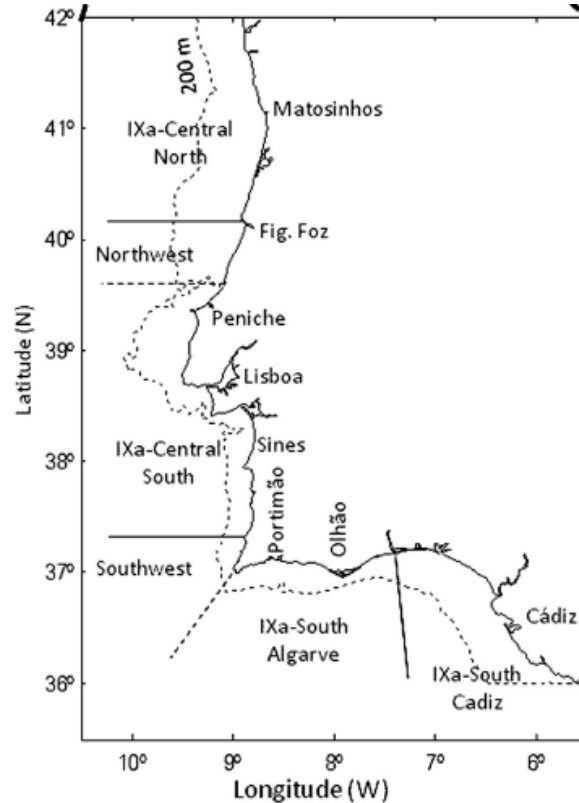 42º
200 m
Matosinhos
IXa-Central
North
41º
Fig. Foz
40º
Northwest
Peniche
39º
Lisboa
Latitude (N)
IXa-Central
South
Sines
38º
Portimão
Olhão
37º
Southwest
IXa-South
Algarve
Cádiz
IXa-South
Cadiz
36º
10º 9º 8º 7º 6º
Longitude (W)